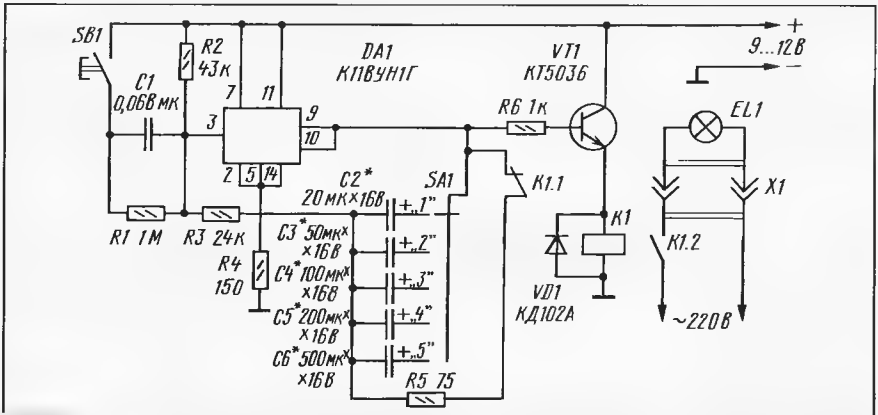 SB1
R2
43к
C1
0,068 мк
DA1
К118УН1Г
VT1
КТ503б
+
9...12В
−
7
11
3
9
10
2
5
14
R6 1к
EL1
R1 1М
R3 24к
C2*
20мк×16В
SA1
K1.1
X1
+„1"
C3*50мк×
×16В
+„2"
K1
K1.2
R4
150
C4*100мк×
×16В
+„3"
VD1
КД102А
~220В
C5*200мк×
×16В
+„4"
C6*500мк×
×16В
+„5"
R5 75